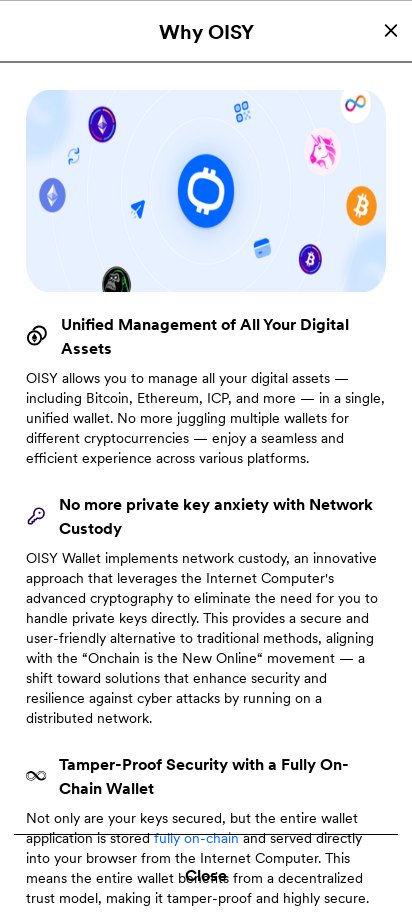 Why OISY
Unified Management of All Your Digital
Assets
OISY allows you to manage all your digital assets —
including Bitcoin, Ethereum, ICP, and more — in a single,
unified wallet. No more juggling multiple wallets for
different cryptocurrencies — enjoy a seamless and
efficient experience across various platforms.
No more private key anxiety with Network
Custody
OISY Wallet implements network custody, an innovative
approach that leverages the Internet Computer's
advanced cryptography to eliminate the need for you to
handle private keys directly. This provides a secure and
user-friendly alternative to traditional methods, aligning
with the “Onchain is the New Online“ movement — a
shift toward solutions that enhance security and
resilience against cyber attacks by running on a
distributed network.
Tamper-Proof Security with a Fully On-
Chain Wallet
Not only are your keys secured, but the entire wallet
application is stored fully on-chain and served directly
into your browser from the Internet Computer. This
means the entire wallet benefits from a decentralized
Close
trust model, making it tamper-proof and highly secure.